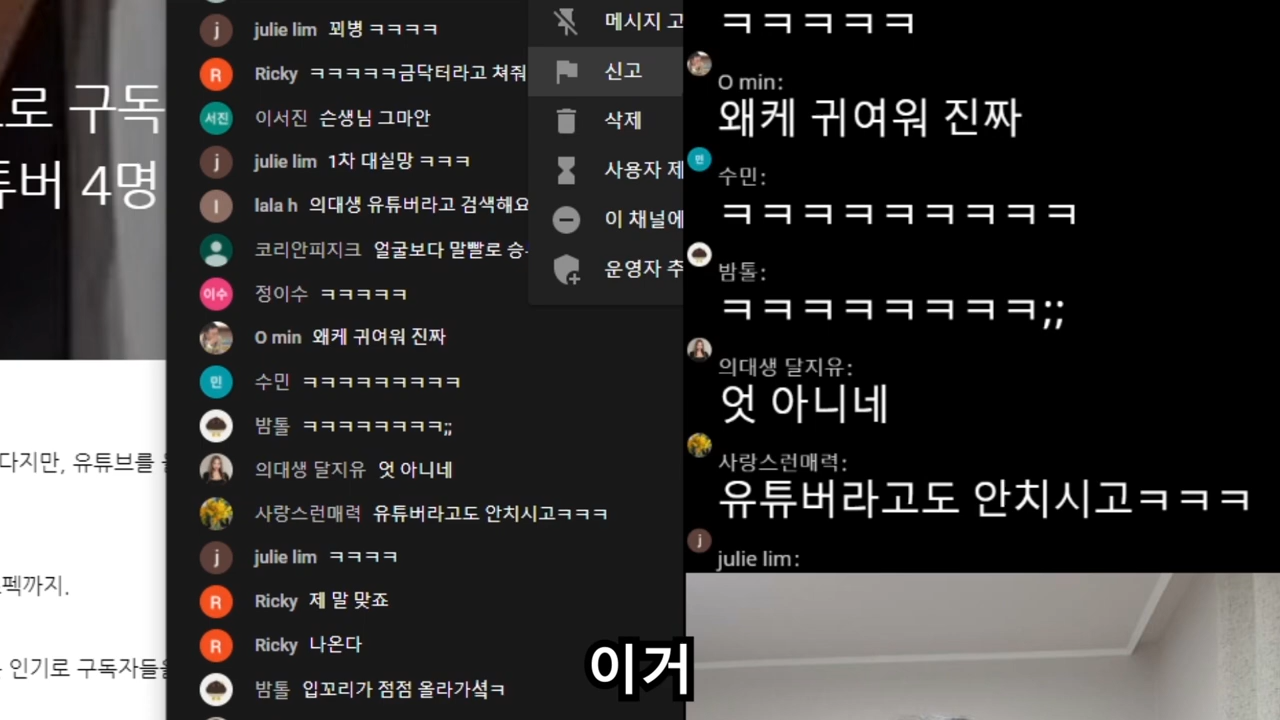 로 구독
튜버 4명
다지만, 유튜브를
펙까지.
인기로 구독자들을
julie lim 꾀병 ㅋㅋㅋㅋ
Ricky ㅋㅋㅋㅋㅋ금닥터라고 쳐줘
이서진 슨생님 그마안
julie lim 1차 대실망 ㅋㅋㅋ
lala h 의대생 유튜버라고 검색해요
코리안피지크 얼굴보다 말빨로 승
정이수 ㅋㅋㅋㅋㅋ
O min 왜케 귀여워 진짜
수민 ㅋㅋㅋㅋㅋㅋㅋㅋㅋ
밤톨 ㅋㅋㅋㅋㅋㅋㅋㅋ;;
의대생 달지유 엇 아니네
사랑스런매력 유튜버라고도 안치시고ㅋㅋㅋ
julie lim ㅋㅋㅋㅋ
Ricky 제 말 맞죠
Ricky 나온다
밤톨 입꼬리가 점점 올라가섴ㅋ
메시지 고
신고
삭제
사용자 제
이 채널에
운영자 추
ㅋㅋㅋㅋㅋ
O min:
왜케 귀여워 진짜
수민:
ㅋㅋㅋㅋㅋㅋㅋㅋㅋ
밤톨:
ㅋㅋㅋㅋㅋㅋㅋㅋ;;
의대생 달지유:
엇 아니네
사랑스런매력:
유튜버라고도 안치시고ㅋㅋㅋ
julie lim:
이거